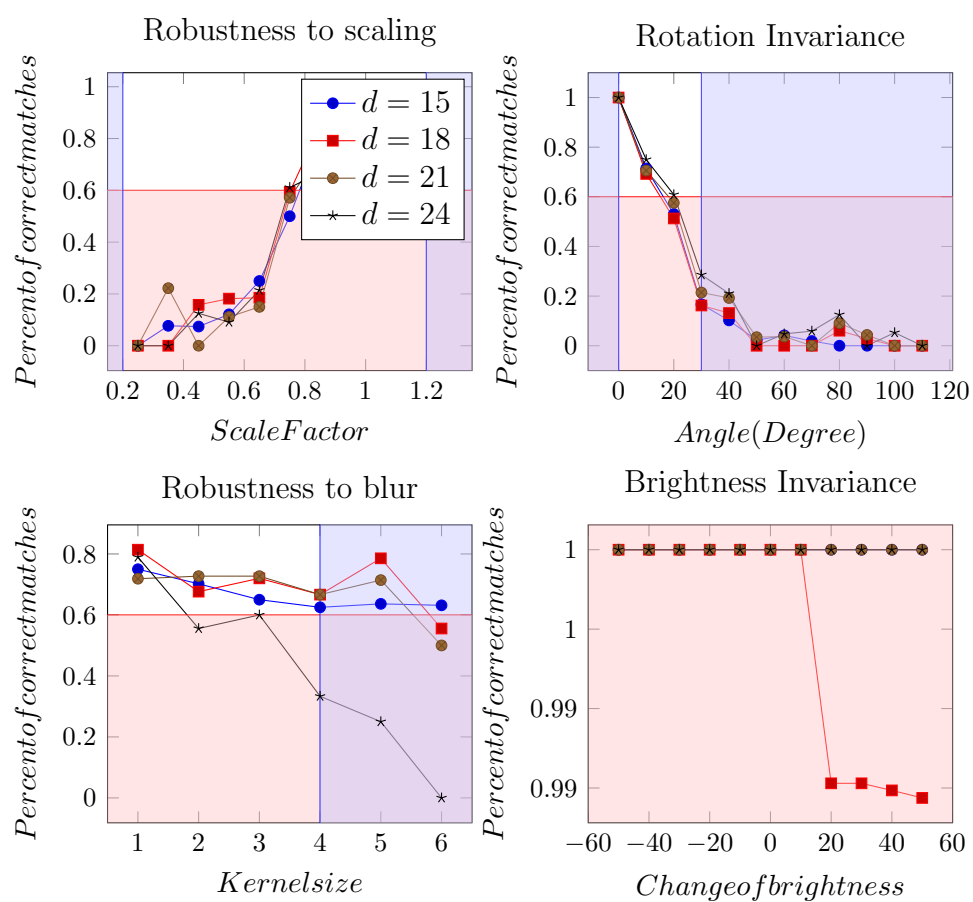 Robustness to scaling
Percentofcorrectmatches
1
0.8
0.6
0.4
0.2
0
0.2 0.4 0.6 0.8 1 1.2
ScaleFactor
d = 15
d = 18
d = 21
d = 24
Rotation Invariance
Percentofcorrectmatches
1
0.8
0.6
0.4
0.2
0
0 20 40 60 80 100 120
Angle(Degree)
Robustness to blur
Percentofcorrectmatches
0.8
0.6
0.4
0.2
0
1 2 3 4 5 6
Kernelsize
Brightness Invariance
Percentofcorrectmatches
1
1
0.99
0.99
−60 −40 −20 0 20 40 60
Changeofbrightness